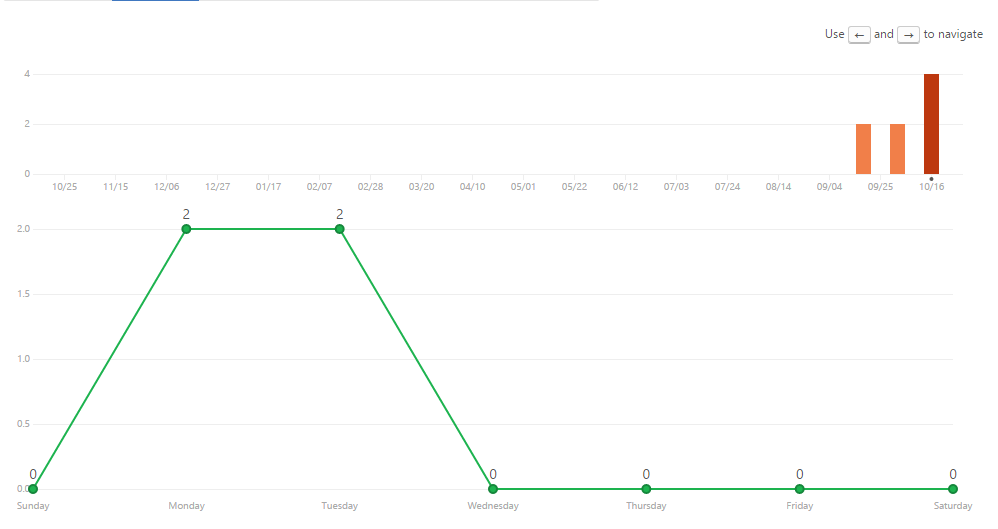 Use ← and → to navigate
4
2
0
10/25 11/15 12/06 12/27 01/17 02/07 02/28 03/20 04/10 05/01 05/22 06/12 07/03 07/24 08/14 09/04 09/25 10/16
2 2
2.0
1.5
1.0
0.5
0 0 0 0 0
0.0
Sunday Monday Tuesday Wednesday Thursday Friday Saturday